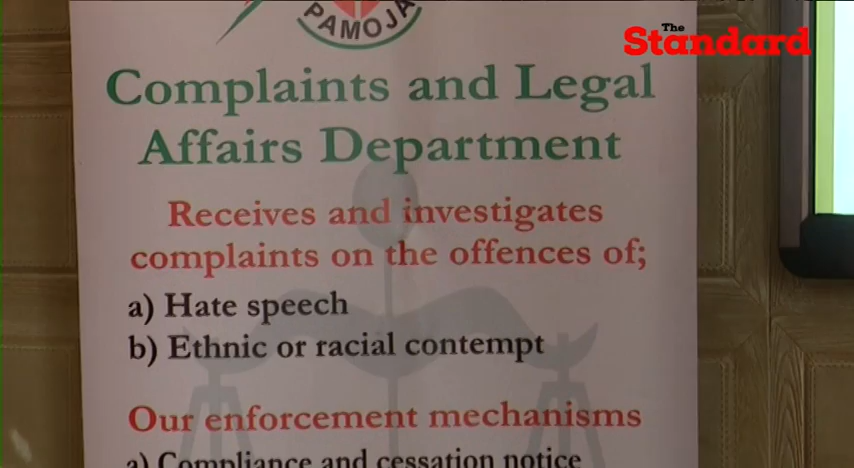 PAMOJA
The
Standard
Complaints and Legal
Affairs Department
Receives and investigates
complaints on the offences of;
a) Hate speech
b) Ethnic or racial contempt
Our enforcement mechanisms
a) Compliance and cessation notice